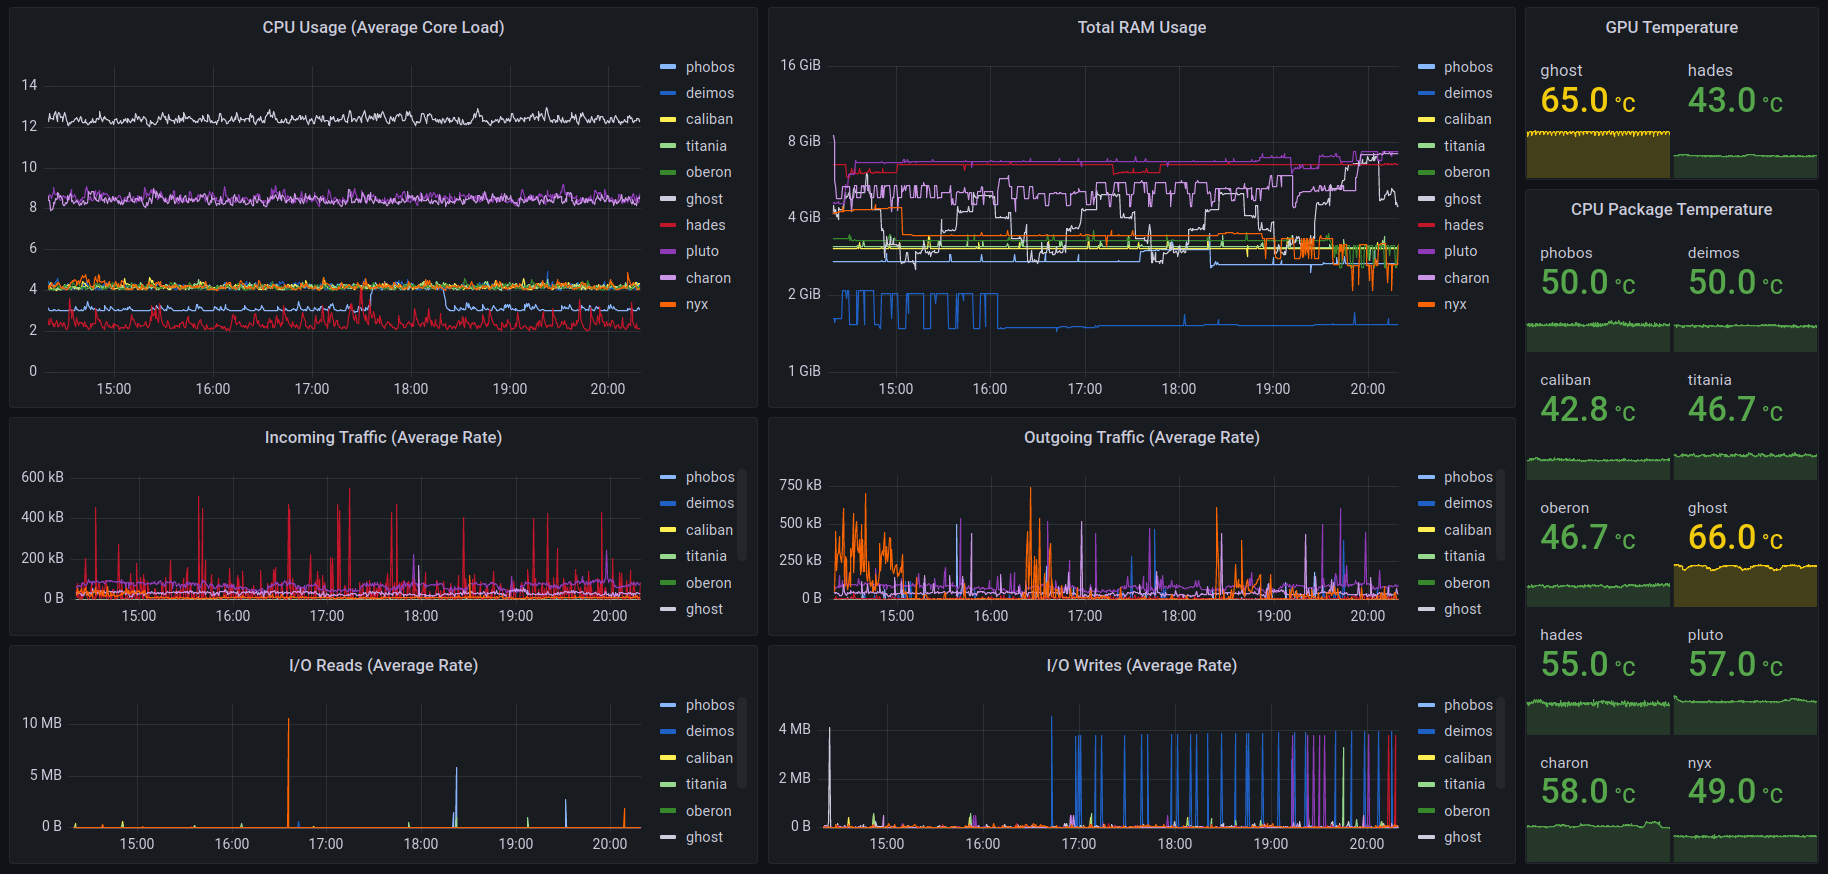 CPU Usage (Average Core Load)
14
12
10
8
6
4
2
0
15:00 16:00 17:00 18:00 19:00 20:00
phobos
deimos
caliban
titania
oberon
ghost
hades
pluto
charon
nyx
Total RAM Usage
16 GiB
8 GiB
4 GiB
2 GiB
1 GiB
15:00 16:00 17:00 18:00 19:00 20:00
phobos
deimos
caliban
titania
oberon
ghost
hades
pluto
charon
nyx
GPU Temperature
ghost hades
65.0 °C 43.0 °C
CPU Package Temperature
phobos deimos
50.0 °C 50.0 °C
caliban titania
42.8 °C 46.7 °C
oberon ghost
46.7 °C 66.0 °C
hades pluto
55.0 °C 57.0 °C
charon nyx
58.0 °C 49.0 °C
Incoming Traffic (Average Rate)
600 kB
400 kB
200 kB
0 B
15:00 16:00 17:00 18:00 19:00 20:00
phobos
deimos
caliban
titania
oberon
ghost
Outgoing Traffic (Average Rate)
750 kB
500 kB
250 kB
0 B
15:00 16:00 17:00 18:00 19:00 20:00
phobos
deimos
caliban
titania
oberon
ghost
I/O Reads (Average Rate)
10 MB
5 MB
0 B
15:00 16:00 17:00 18:00 19:00 20:00
phobos
deimos
caliban
titania
oberon
ghost
I/O Writes (Average Rate)
4 MB
2 MB
0 B
15:00 16:00 17:00 18:00 19:00 20:00
phobos
deimos
caliban
titania
oberon
ghost